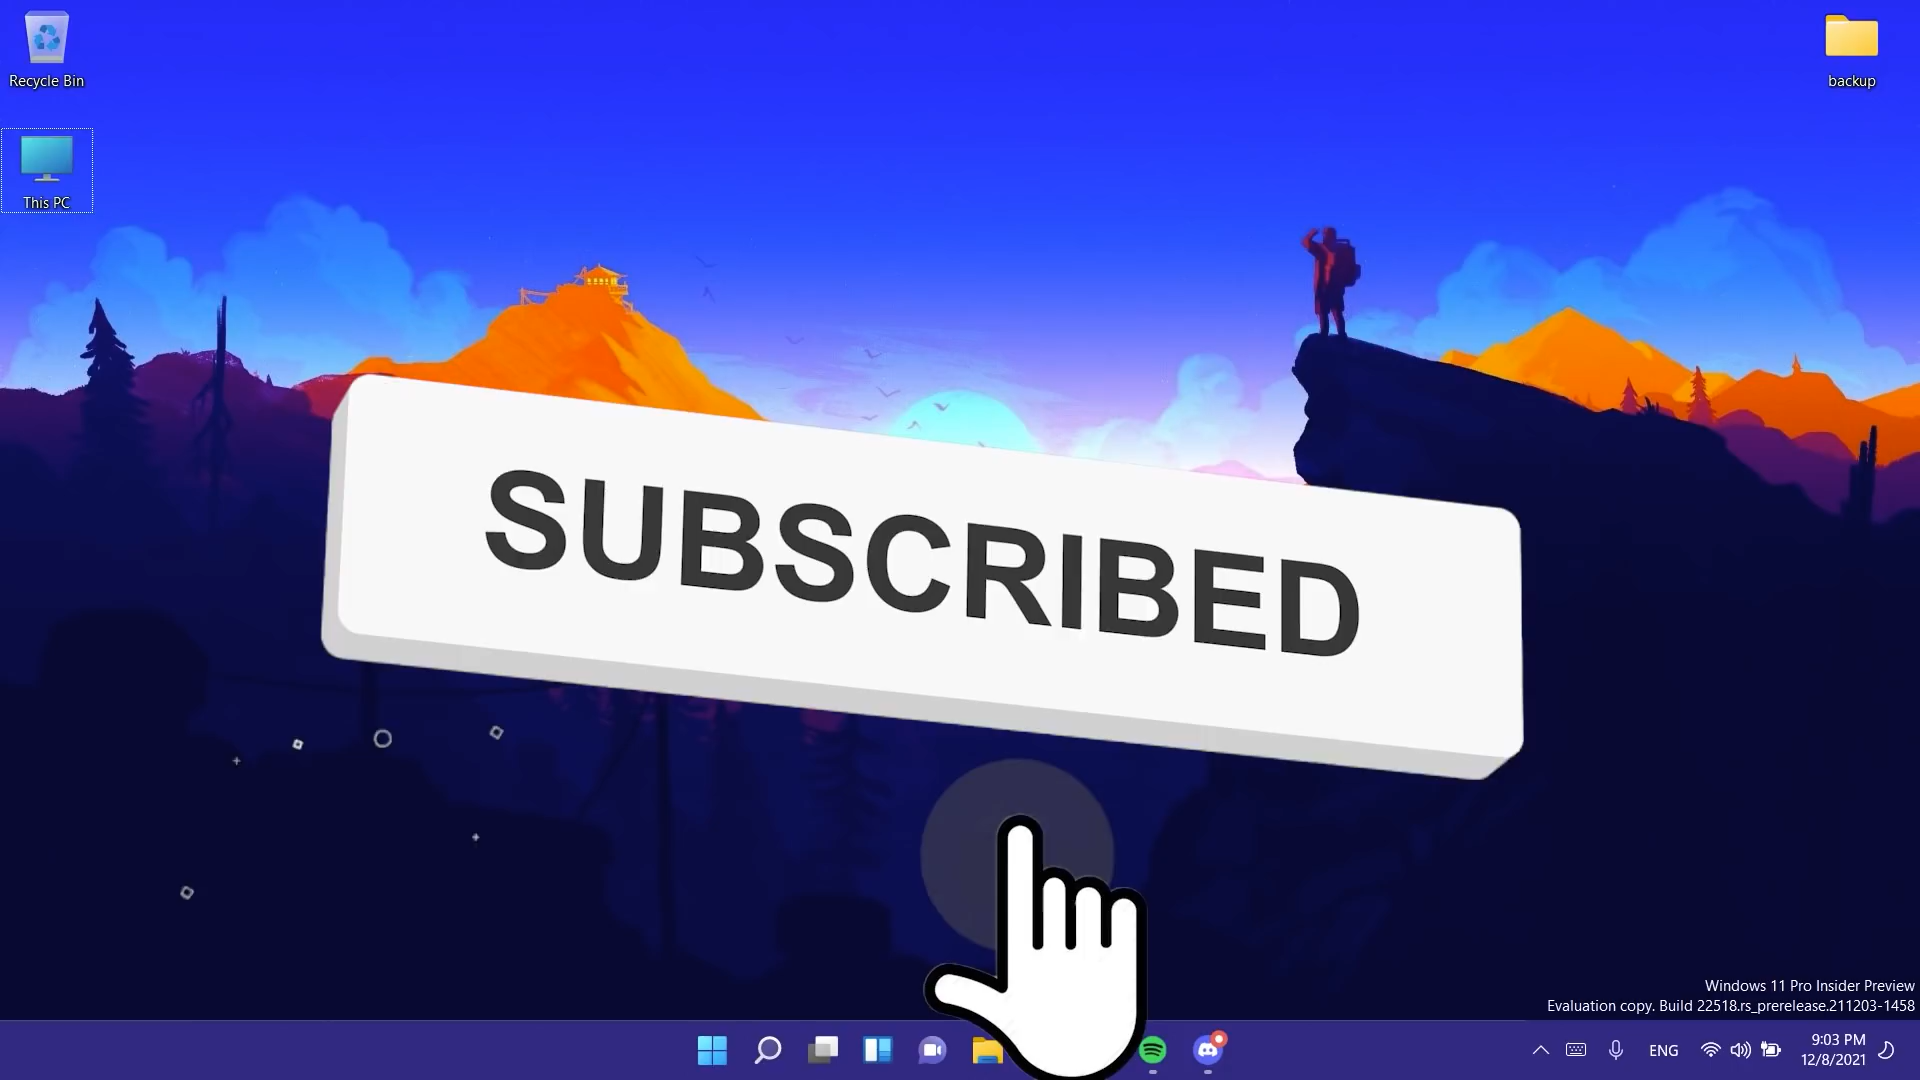 Recycle Bin
backup
This PC
SUBSCRIBED
Windows 11 Pro Insider Preview
Evaluation copy. Build 22518.rs_prerelease.211203-1458
ENG
9:03 PM
12/8/2021